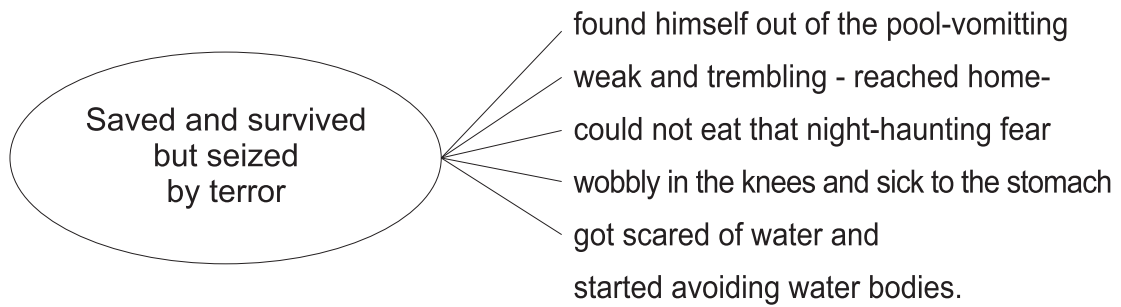 Saved and survived
but seized
by terror
found himself out of the pool-vomitting
weak and trembling - reached home-
could not eat that night-haunting fear
wobbly in the knees and sick to the stomach
got scared of water and
started avoiding water bodies.